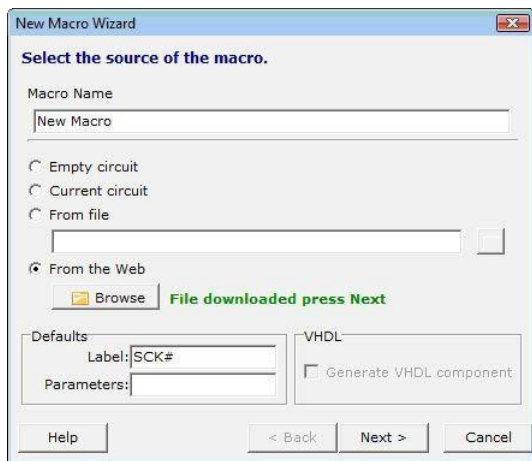 New Macro Wizard
Select the source of the macro.
Macro Name
New Macro
Empty circuit
Current circuit
From file
From the Web
Browse File downloaded press Next
Defaults
Label: SCK#
Parameters:
VHDL
Generate VHDL component
Help < Back Next > Cancel